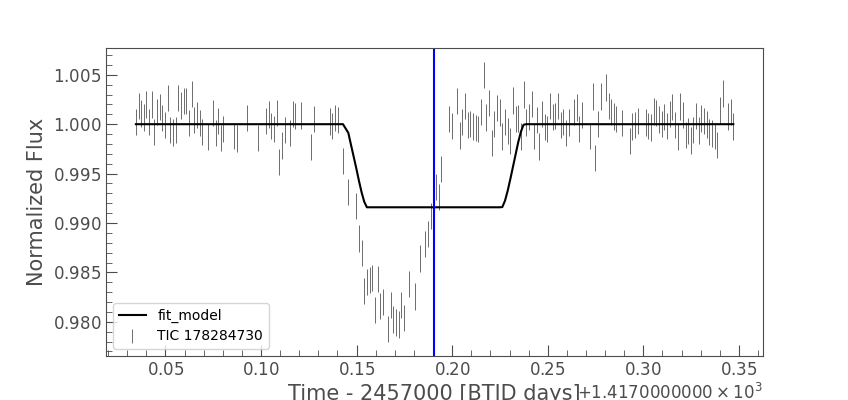 Normalized Flux
1.005
1.000
0.995
0.990
0.985
0.980
fit_model
TIC 178284730
0.05 0.10 0.15 0.20 0.25 0.30 0.35
Time - 2457000 [BTJD days]
+1.4170000000 × 10³